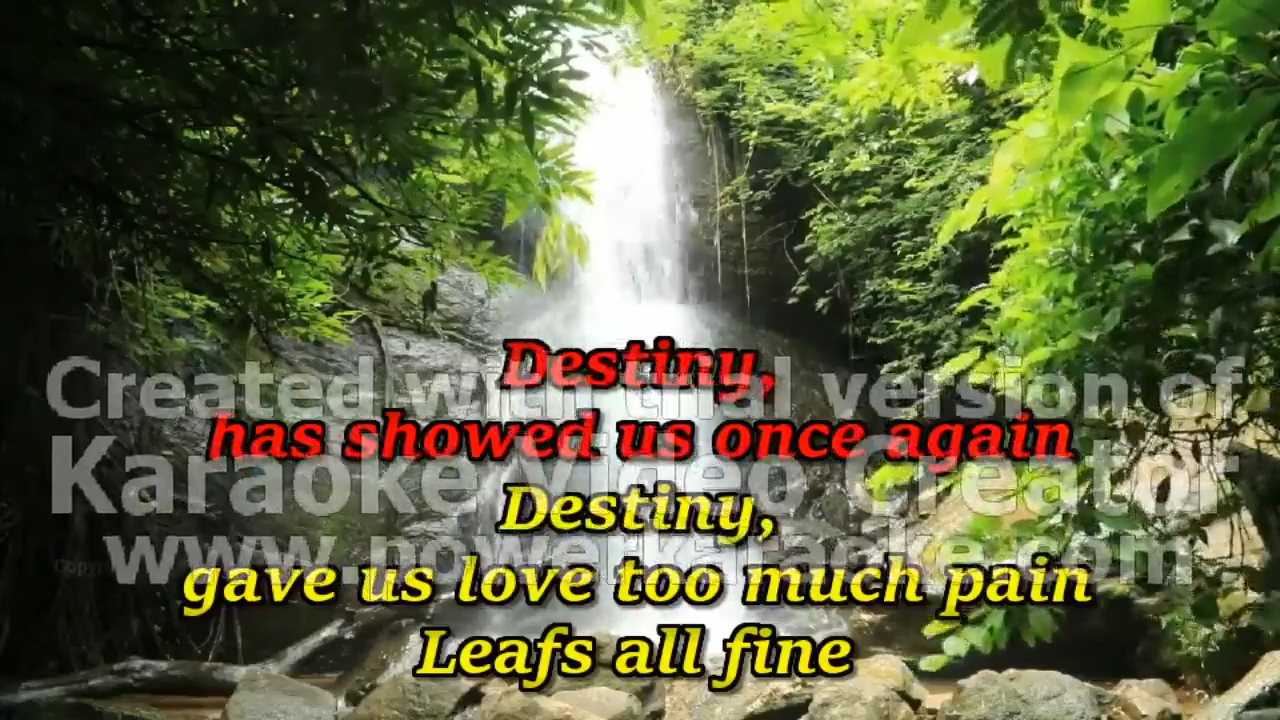 Destiny,
Created with trial version of
has showed us once again
Karaoke Video Creator
Destiny,
www.powerkaraoke.com
gave us love too much pain
Leafs all fine